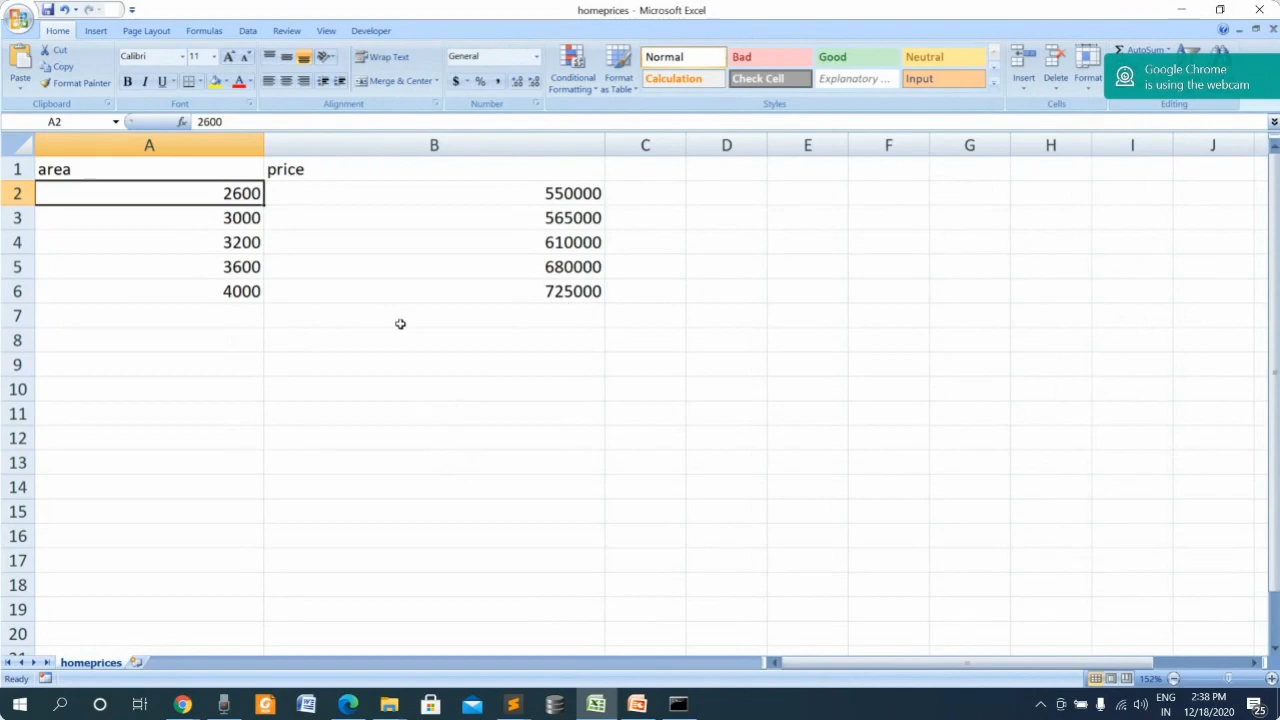 homeprices - Microsoft Excel
Home Insert Page Layout Formulas Data Review View Developer
Paste
Cut
Copy
Format Painter
Clipboard
Calibri 11
B I U
Font
Wrap Text
Merge & Center
Alignment
General
$ % ,
Number
Conditional Formatting
Format as Table
Normal Bad Good Neutral
Calculation Check Cell Explanatory ... Input
Styles
Insert Delete Format
Cells
AutoSum
Editing
Google Chrome
is using the webcam
A2 fx 2600
A B C D E F G H I J
1 area price
2 2600 550000
3 3000 565000
4 3200 610000
5 3600 680000
6 4000 725000
7
8
9
10
11
12
13
14
15
16
17
18
19
20
homeprices
Ready 152%
ENG 2:38 PM
IN 12/18/2020 25